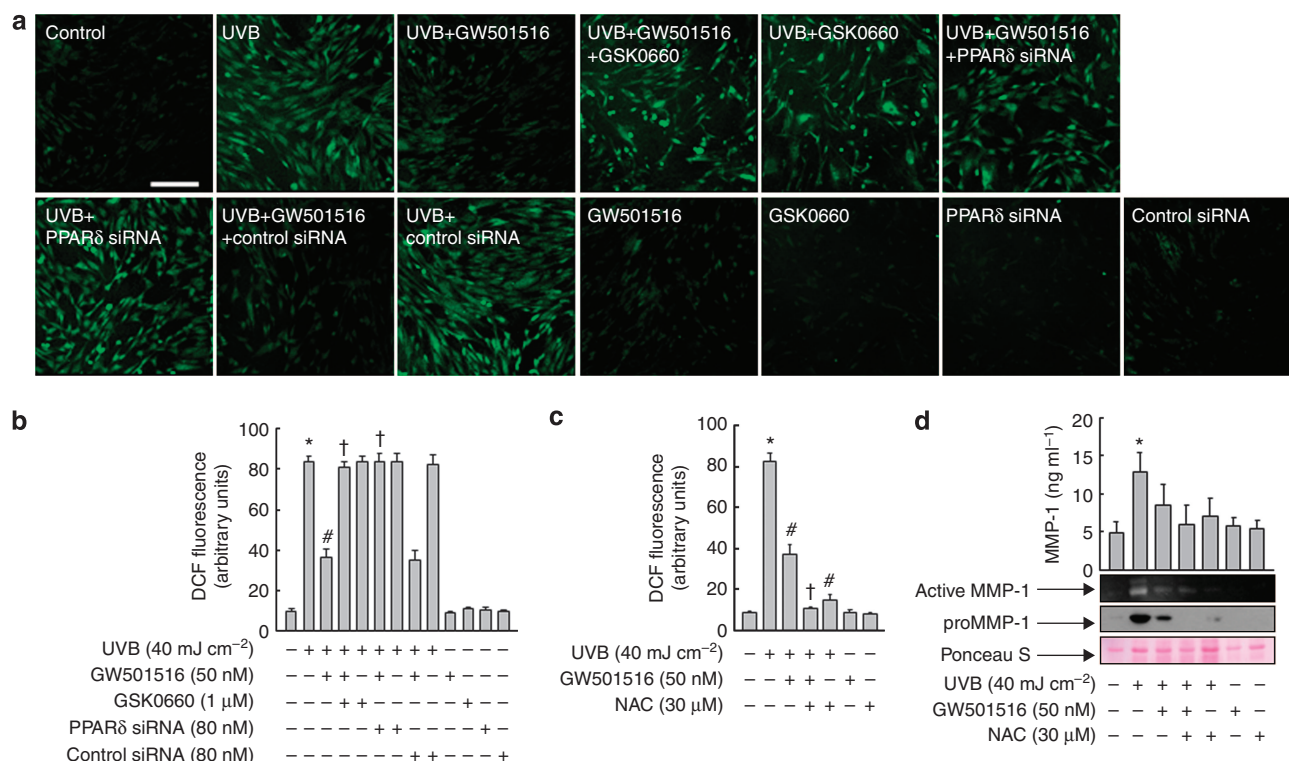 a
Control
UVB
UVB+GW501516
UVB+GW501516
+GSK0660
UVB+GSK0660
UVB+GW501516
+PPARδ siRNA
UVB+
PPARδ siRNA
UVB+GW501516
+control siRNA
UVB+
control siRNA
GW501516
GSK0660
PPARδ siRNA
Control siRNA
b
DCF fluorescence
(arbitrary units)
100
80
60
40
20
0
* # † †
UVB (40 mJ cm⁻²) – + + + + + + + + – – – –
GW501516 (50 nM) – – + + – + – + – + – – –
GSK0660 (1 μM) – – – + + – – – – – + – –
PPARδ siRNA (80 nM) – – – – – + + – – – – + –
Control siRNA (80 nM) – – – – – – – + + – – – +
c
DCF fluorescence
(arbitrary units)
100
80
60
40
20
0
* # † #
UVB (40 mJ cm⁻²) – + + + + – –
GW501516 (50 nM) – – + + – + –
NAC (30 μM) – – – + + – +
d
MMP-1 (ng ml⁻¹)
20
15
10
5
0
*
Active MMP-1
proMMP-1
Ponceau S
UVB (40 mJ cm⁻²) – + + + + – –
GW501516 (50 nM) – – + + – + –
NAC (30 μM) – – – + + – +